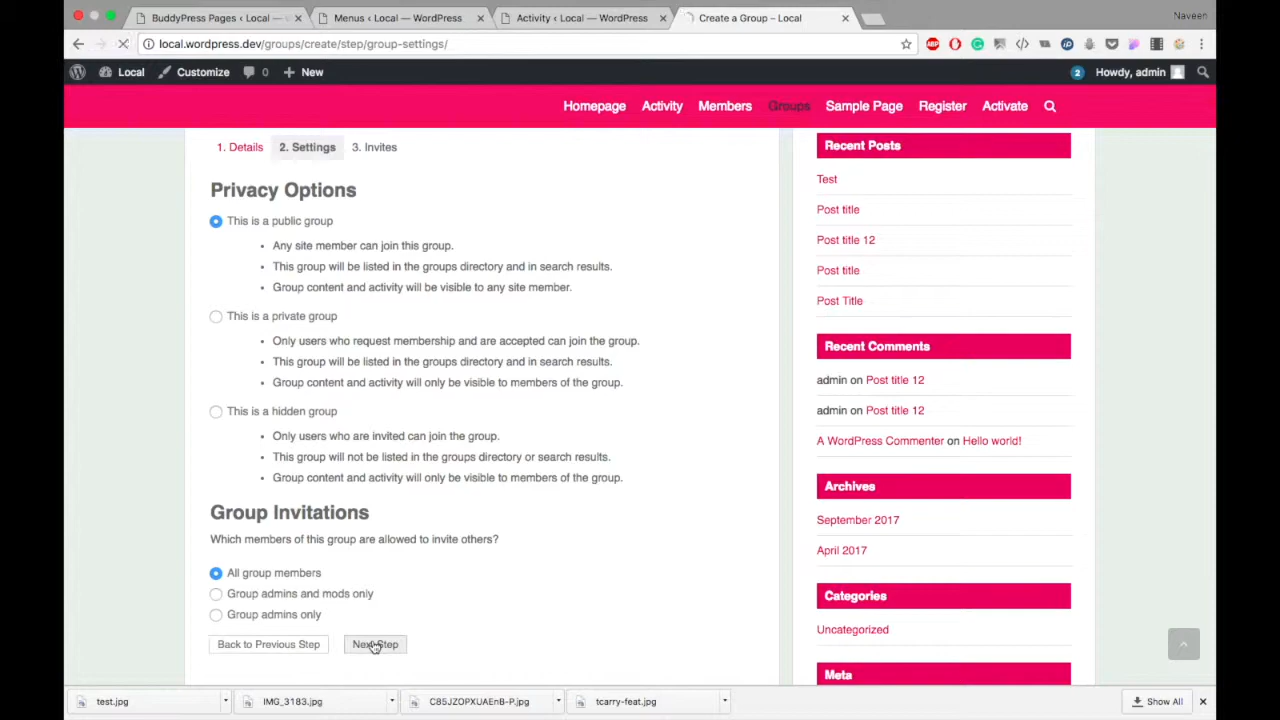 BuddyPress Pages ‹ Local — W
Menus ‹ Local — WordPress
Activity ‹ Local — WordPress
Create a Group – Local
Naveen
local.wordpress.dev/groups/create/step/group-settings/
Local
Customize
0
New
2
Howdy, admin
Homepage
Activity
Members
Groups
Sample Page
Register
Activate
1. Details
2. Settings
3. Invites
Privacy Options
This is a public group
• Any site member can join this group.
• This group will be listed in the groups directory and in search results.
• Group content and activity will be visible to any site member.
This is a private group
• Only users who request membership and are accepted can join the group.
• This group will be listed in the groups directory and in search results.
• Group content and activity will only be visible to members of the group.
This is a hidden group
• Only users who are invited can join the group.
• This group will not be listed in the groups directory or search results.
• Group content and activity will only be visible to members of the group.
Group Invitations
Which members of this group are allowed to invite others?
All group members
Group admins and mods only
Group admins only
Back to Previous Step
Next Step
Recent Posts
Test
Post title
Post title 12
Post title
Post Title
Recent Comments
admin on Post title 12
admin on Post title 12
A WordPress Commenter on Hello world!
Archives
September 2017
April 2017
Categories
Uncategorized
Meta
test.jpg
IMG_3183.jpg
C85JZOPXUAEnB-P.jpg
tcarry-feat.jpg
Show All